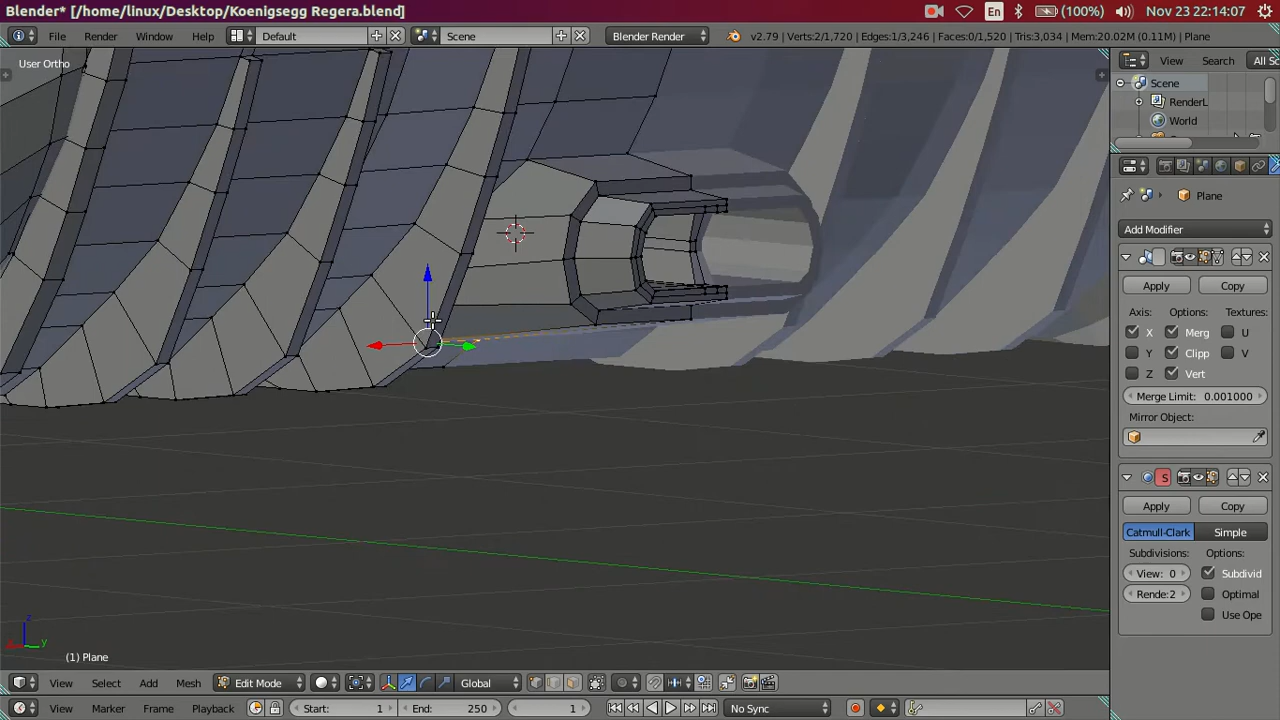 Blender* [/home/linux/Desktop/Koenigsegg Regera.blend]
En
(100%)
Nov 23 22:14:07
File Render Window Help
Default
Scene
Blender Render
v2.79 | Verts:2/1,720 | Edges:1/3,246 | Faces:0/1,520 | Tris:3,034 | Mem:20.02M (0.11M) | Plane
User Ortho
View Search All Sc
Scene
RenderL
World
Plane
Add Modifier
Apply Copy
Axis: Options: Textures:
X Merg U
Y Clipp V
Z Vert
Merge Limit: 0.001000
Mirror Object:
S
Apply Copy
Catmull-Clark Simple
Subdivisions: Options:
View: 0 Subdivid
Rende:2 Optimal
Use Ope
z
y
(1) Plane
View Select Add Mesh Edit Mode Global
View Marker Frame Playback Start: 1 End: 250 1 No Sync